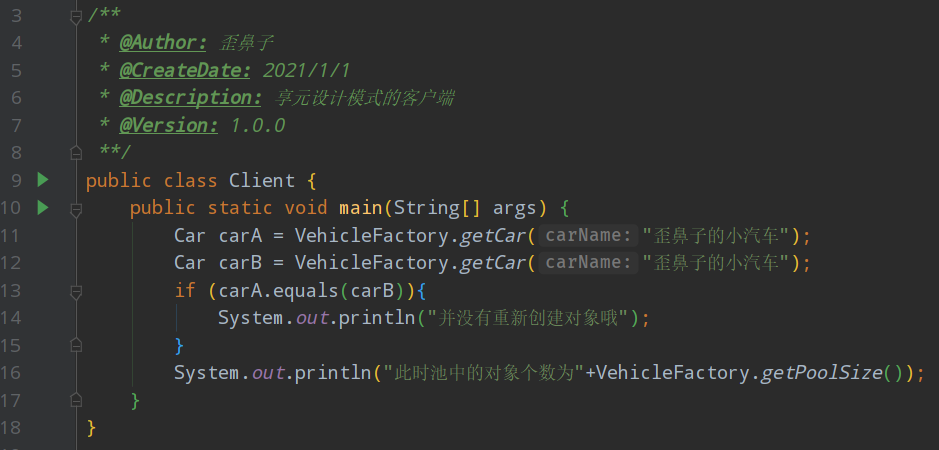 3 /**
4 * @Author: 歪鼻子
5 * @CreateDate: 2021/1/1
6 * @Description: 享元设计模式的客户端
7 * @Version: 1.0.0
8 **/
9 public class Client {
10 public static void main(String[] args) {
11 Car carA = VehicleFactory.getCar( carName: "歪鼻子的小汽车");
12 Car carB = VehicleFactory.getCar( carName: "歪鼻子的小汽车");
13 if (carA.equals(carB)){
14 System.out.println("并没有重新创建对象哦");
15 }
16 System.out.println("此时池中的对象个数为"+VehicleFactory.getPoolSize());
17 }
18 }